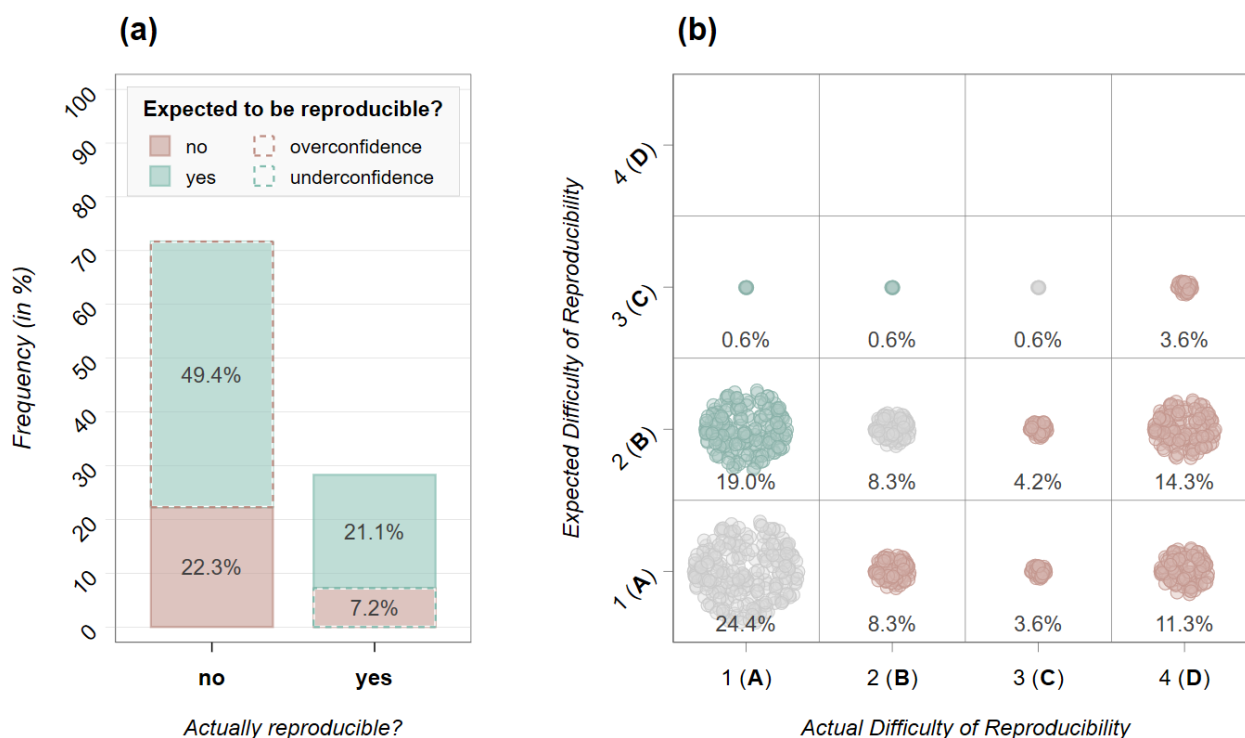 (a)
Frequency (in %)
100
90
80
70
60
50
40
30
20
10
0
Expected to be reproducible?
no
overconfidence
yes
underconfidence
49.4%
22.3%
21.1%
7.2%
no
yes
Actually reproducible?
(b)
Expected Difficulty of Reproducibility
4 (D)
3 (C)
0.6%
0.6%
0.6%
3.6%
2 (B)
19.0%
8.3%
4.2%
14.3%
1 (A)
24.4%
8.3%
3.6%
11.3%
1 (A)
2 (B)
3 (C)
4 (D)
Actual Difficulty of Reproducibility